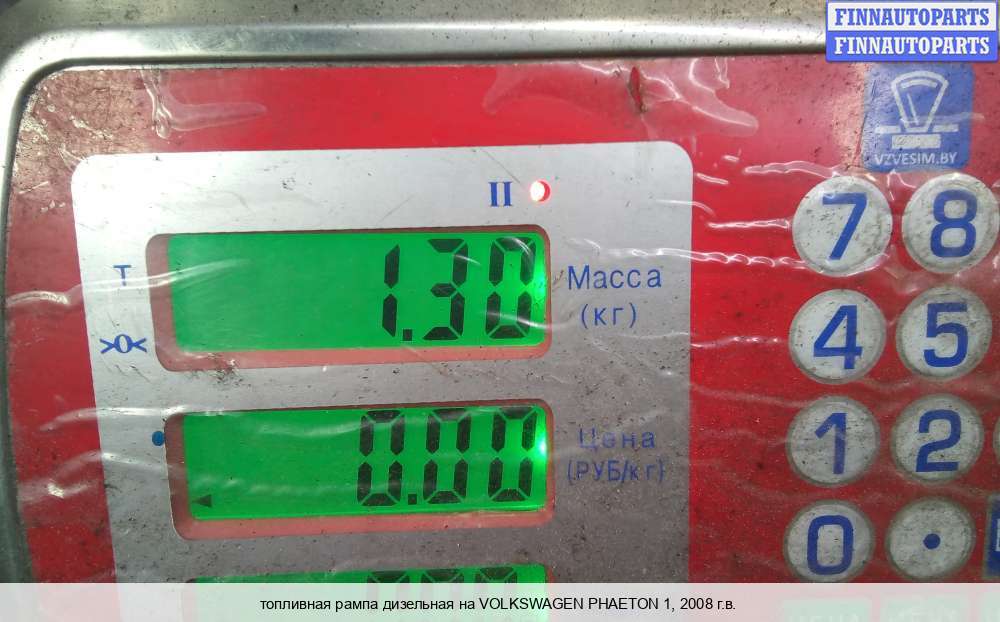 FINNAUTOPARTS
FINNAUTOPARTS
VZVESIM.BY
II
7 8
T
1.30
Масса
(кг)
>0<
4 5
0.00
Цена
(РУБ/кг)
1 2
0 .
топливная рампа дизельная на VOLKSWAGEN PHAETON 1, 2008 г.в.